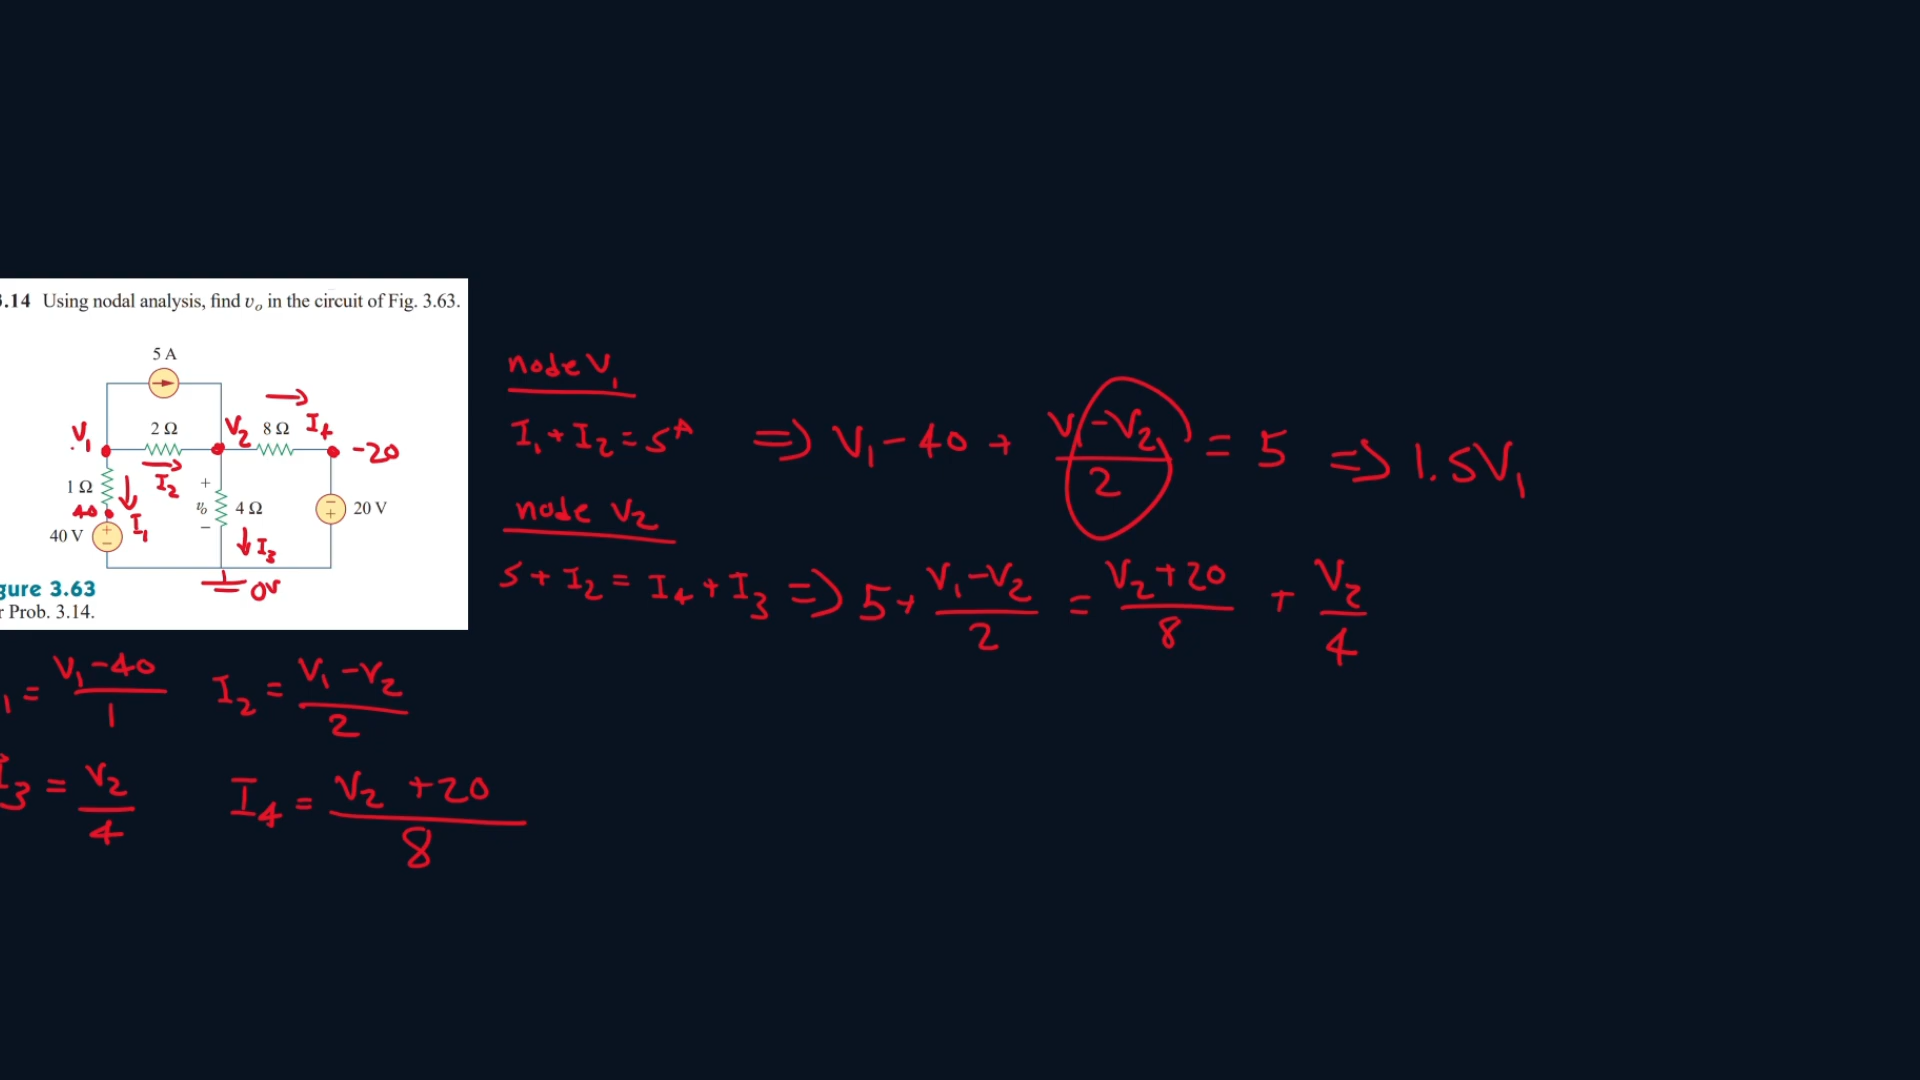 3.14 Using nodal analysis, find vₒ in the circuit of Fig. 3.63.
5 A
2 Ω
8 Ω
V₁
V₂
I₄
-20
I₂
1 Ω
40
I₁
40 V
+
−
+
vₒ
−
4 Ω
I₃
−
+
20 V
0V
gure 3.63
r Prob. 3.14.
node V₁
I₁ + I₂ = 5A => V₁ - 40 + (V₁ - V₂)/2 = 5 => 1.5V₁
node V₂
5 + I₂ = I₄ + I₃ => 5 + (V₁ - V₂)/2 = (V₂ + 20)/8 + V₂/4
₁ = (V₁ - 40)/1 I₂ = (V₁ - V₂)/2
I₃ = V₂/4 I₄ = (V₂ + 20)/8